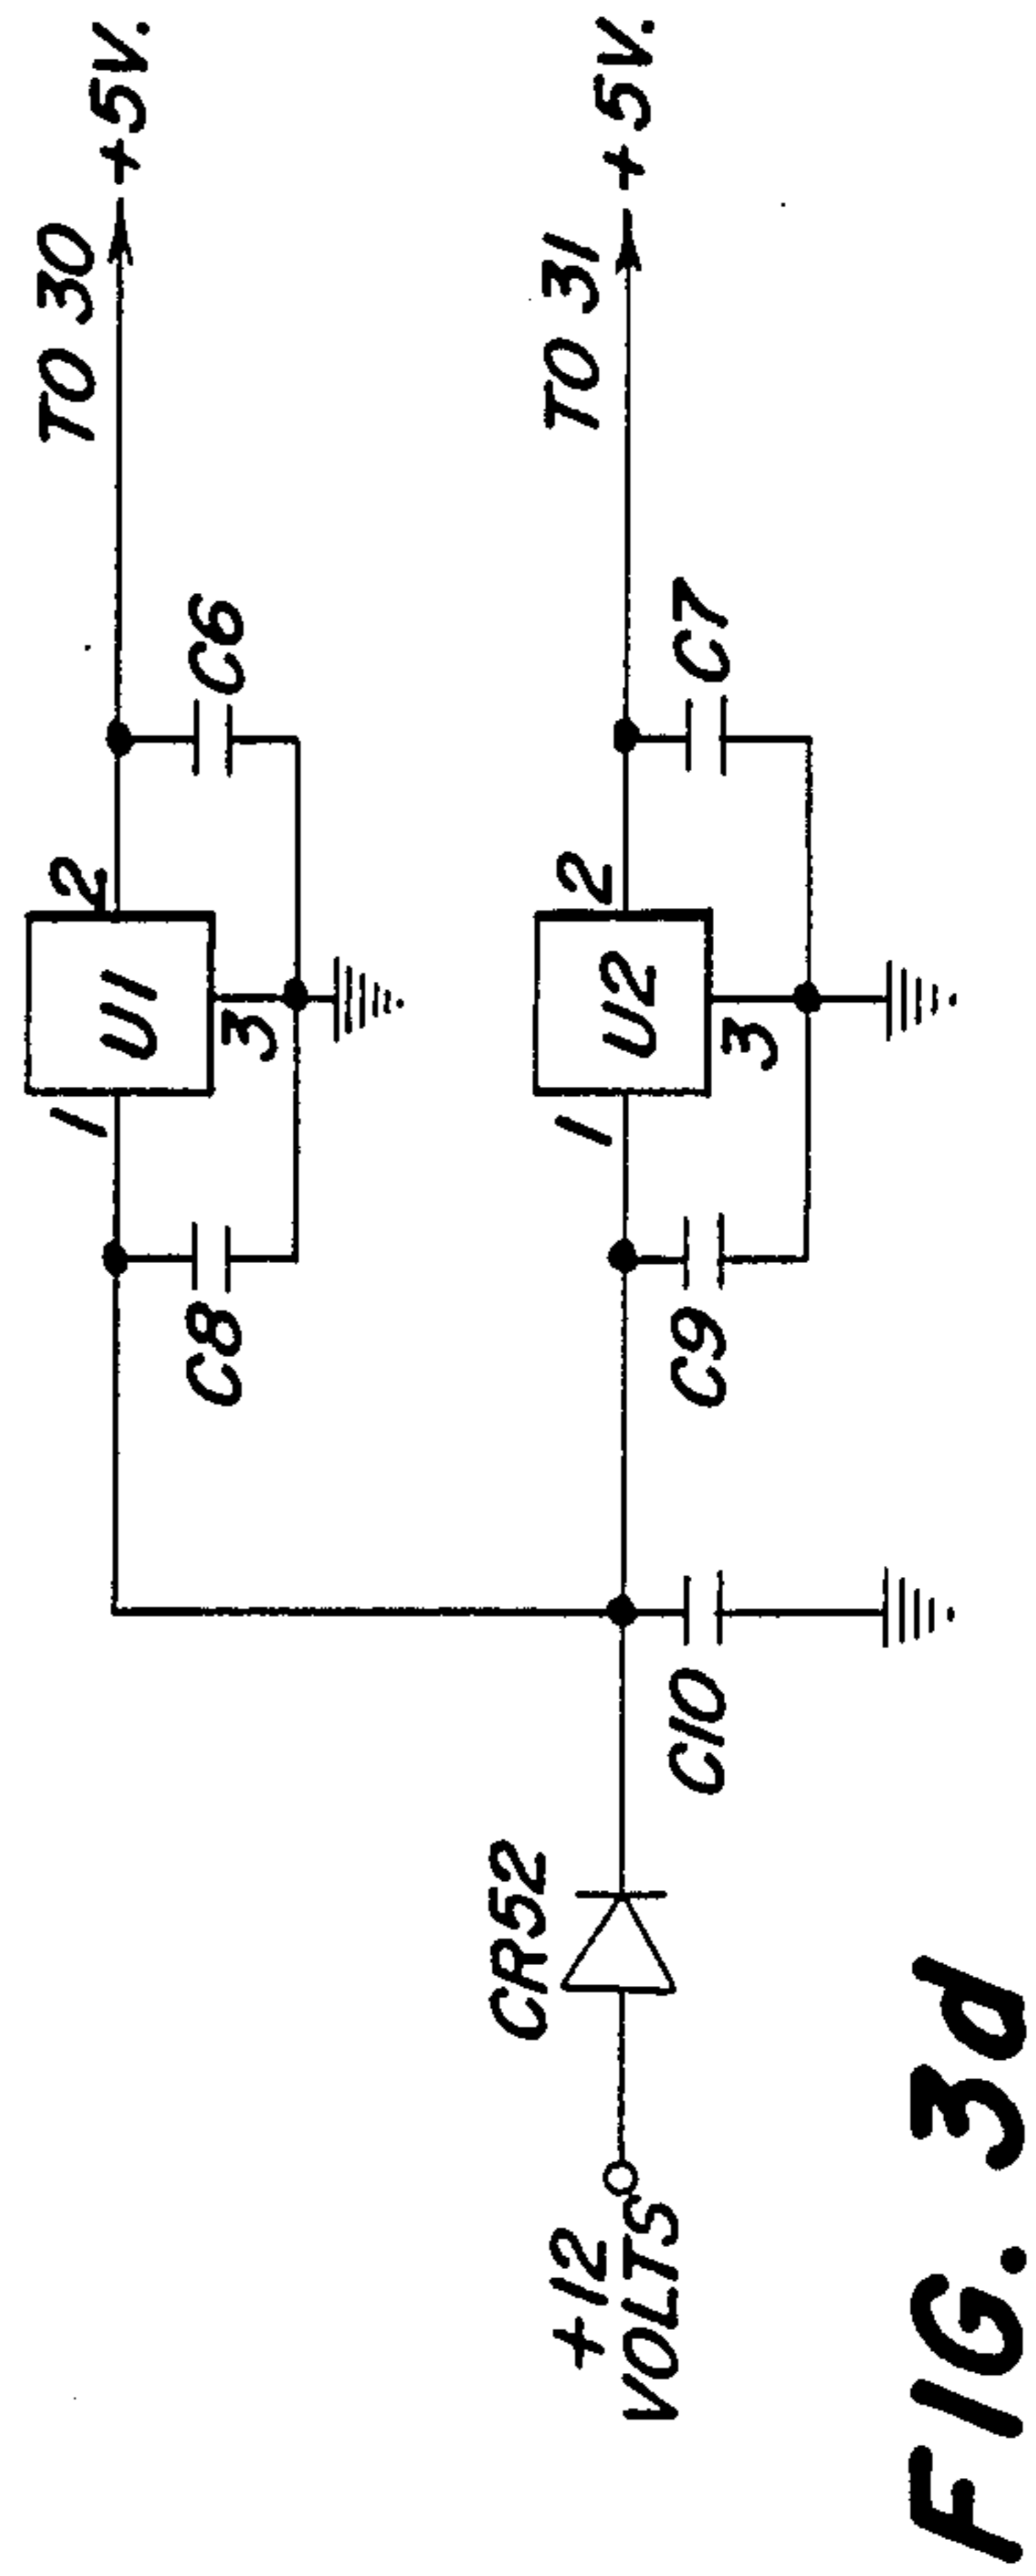 TO 30
+5V.
1
U1
2
3
C8
C6
TO 31
+5V.
CR52
1
U2
2
3
+12
VOLTS
C10
C9
C7
FIG. 3d